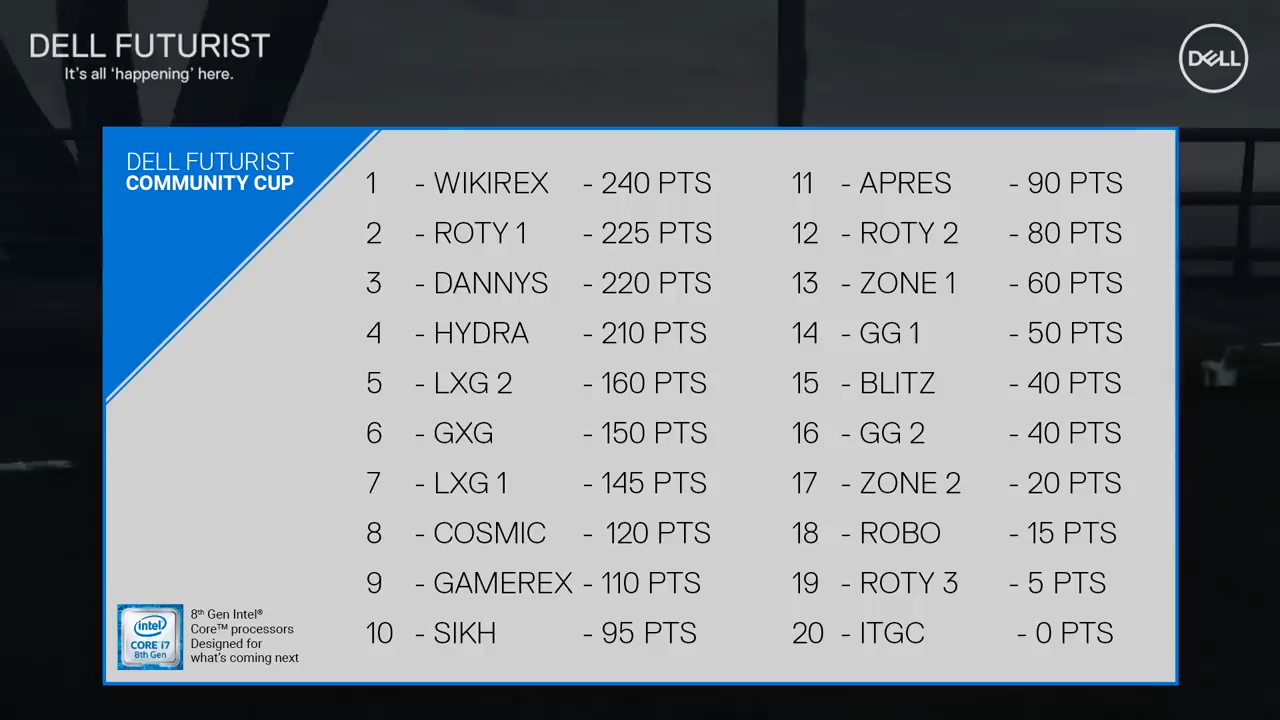 DELL FUTURIST
It's all 'happening' here.
DELL
DELL FUTURIST
COMMUNITY CUP
1 - WIKIREX - 240 PTS
2 - ROTY 1 - 225 PTS
3 - DANNYS - 220 PTS
4 - HYDRA - 210 PTS
5 - LXG 2 - 160 PTS
6 - GXG - 150 PTS
7 - LXG 1 - 145 PTS
8 - COSMIC - 120 PTS
9 - GAMEREX - 110 PTS
10 - SIKH - 95 PTS
11 - APRES - 90 PTS
12 - ROTY 2 - 80 PTS
13 - ZONE 1 - 60 PTS
14 - GG 1 - 50 PTS
15 - BLITZ - 40 PTS
16 - GG 2 - 40 PTS
17 - ZONE 2 - 20 PTS
18 - ROBO - 15 PTS
19 - ROTY 3 - 5 PTS
20 - ITGC - 0 PTS
intel
CORE i7
8th Gen
8th Gen Intel®
Core™ processors
Designed for
what's coming next